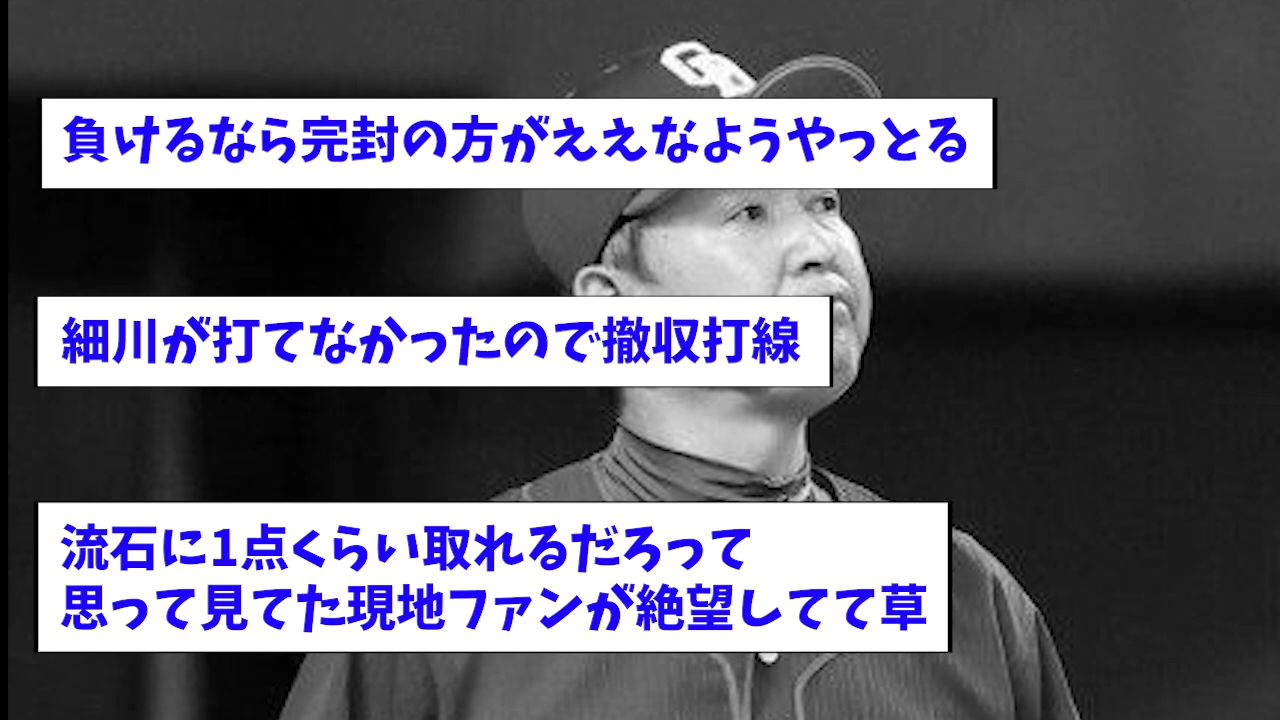 負けるなら完封の方がええなようやっとる
細川が打てなかったので撤収打線
流石に1点くらい取れるだろって
思って見てた現地ファンが絶望してて草